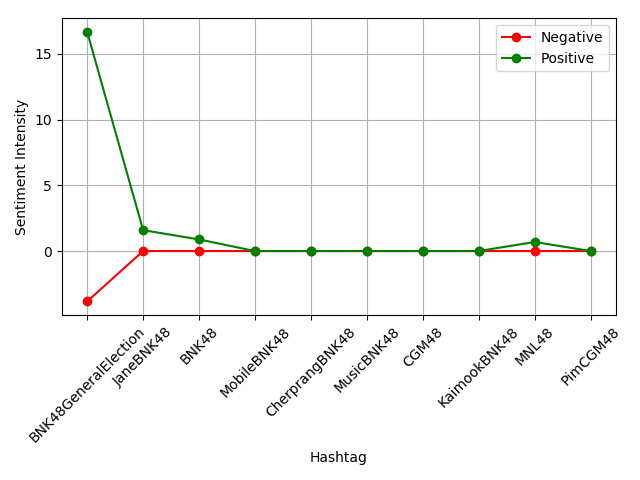 Negative
Positive
15
10
5
0
Sentiment Intensity
BNK48GeneralElection
JaneBNK48
BNK48
MobileBNK48
CherprangBNK48
MusicBNK48
CGM48
KaimookBNK48
MNL48
PimCGM48
Hashtag